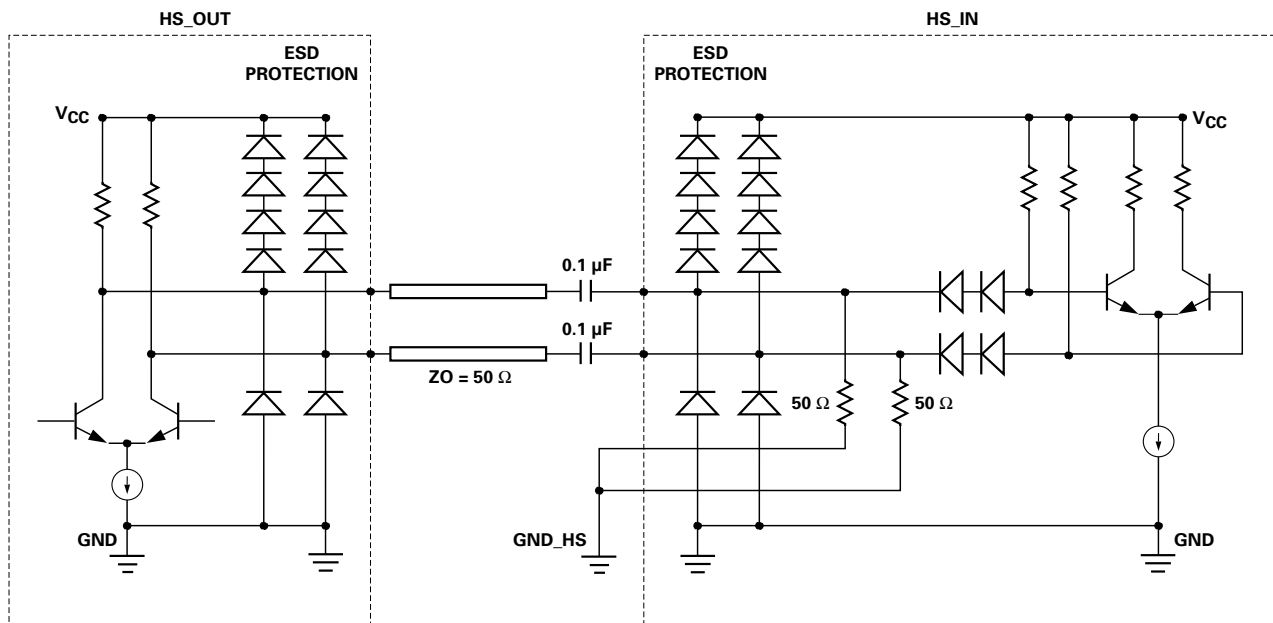 HS_OUT
HS_IN
ESD
PROTECTION
ESD
PROTECTION
VCC
VCC
0.1 µF
0.1 µF
ZO = 50 Ω
50 Ω
50 Ω
GND
GND_HS
GND